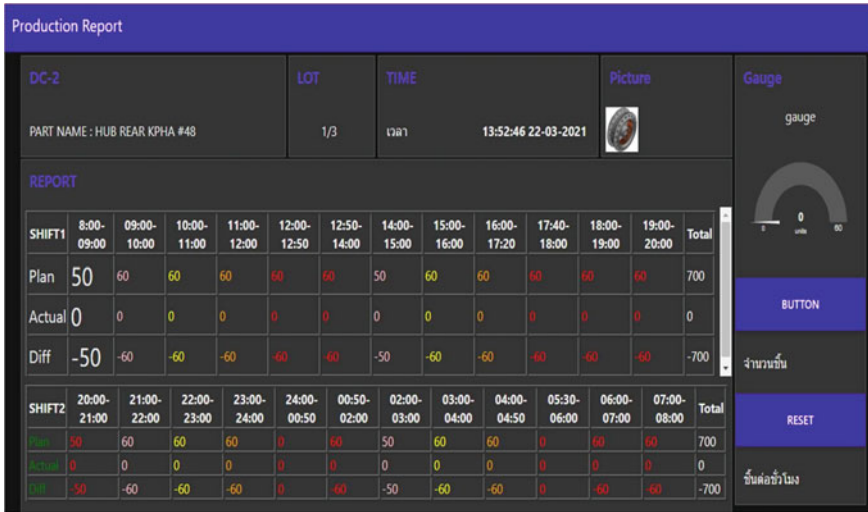 Production Report
DC-2 LOT TIME Picture Gauge
PART NAME : HUB REAR KPHA #48 1/3 เวลา 13:52:46 22-03-2021
gauge
0
0 units 60
REPORT
SHIFT1 8:00-09:00 09:00-10:00 10:00-11:00 11:00-12:00 12:00-12:50 12:50-14:00 14:00-15:00 15:00-16:00 16:00-17:20 17:40-18:00 18:00-19:00 19:00-20:00 Total
Plan 50 60 60 60 60 60 50 60 60 60 60 60 700
Actual 0 0 0 0 0 0 0 0 0 0 0 0 0
Diff -50 -60 -60 -60 -60 -60 -50 -60 -60 -60 -60 -60 -700
SHIFT2 20:00-21:00 21:00-22:00 22:00-23:00 23:00-24:00 24:00-00:50 00:50-02:00 02:00-03:00 03:00-04:00 04:00-04:50 05:30-06:00 06:00-07:00 07:00-08:00 Total
Plan 50 60 60 60 0 60 50 60 60 0 60 60 700
Actual 0 0 0 0 0 0 0 0 0 0 0 0 0
Diff -50 -60 -60 -60 0 -60 -50 -60 -60 0 -60 -60 -700
BUTTON
จำนวนชิ้น
RESET
ชิ้นต่อชั่วโมง